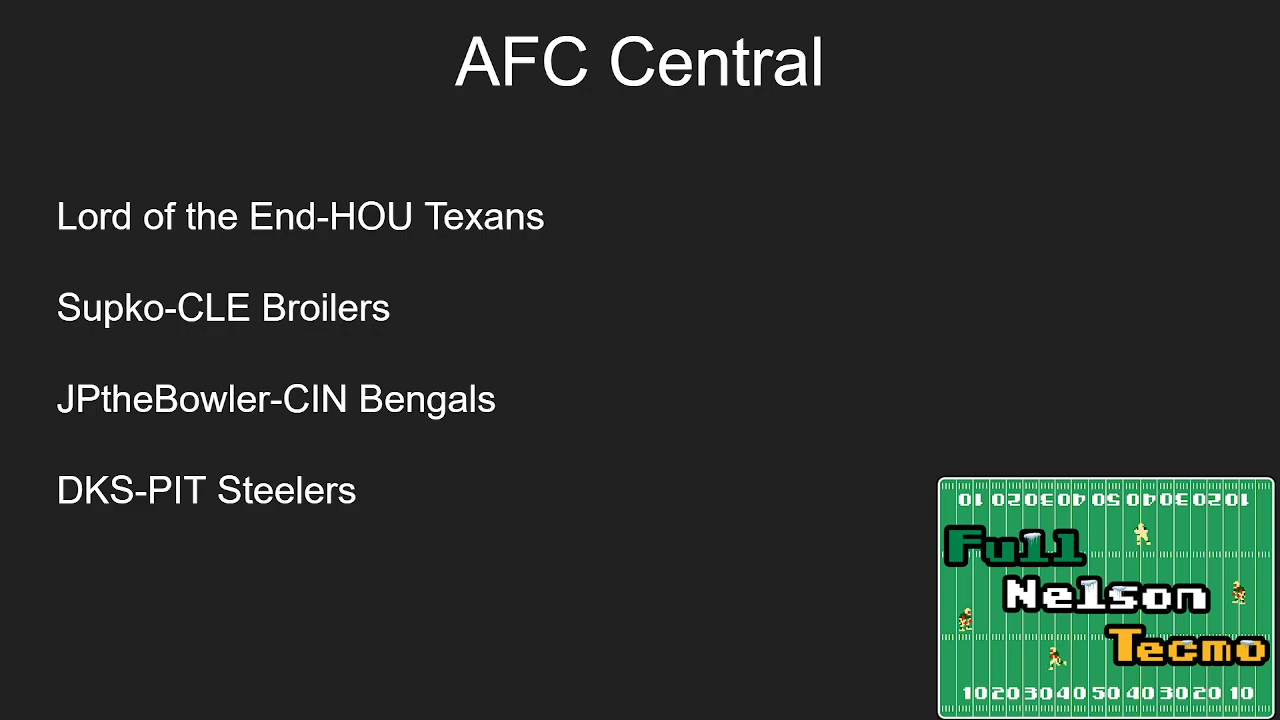 AFC Central
Lord of the End-HOU Texans
Supko-CLE Broilers
JPtheBowler-CIN Bengals
DKS-PIT Steelers
10 20 30 40 50 40 30 20 10
Full
Nelson
Tecmo
10 20 30 40 50 40 30 20 10